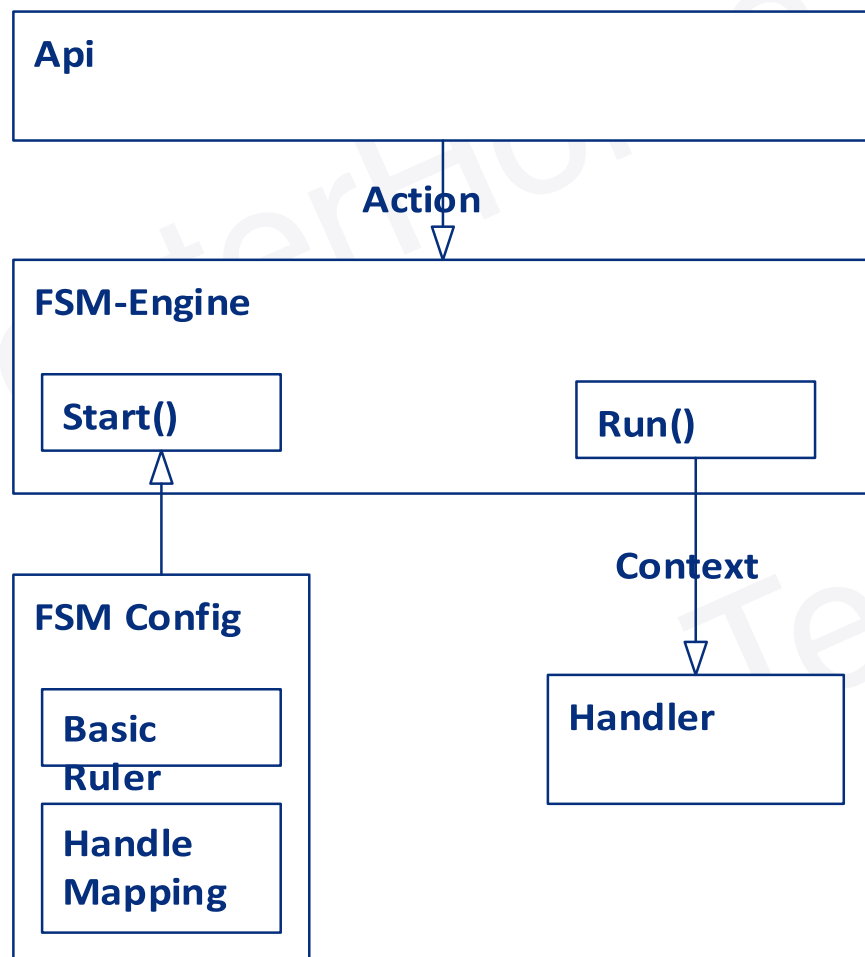 Api
Action
FSM-Engine
Start()
Run()
Context
FSM Config
Basic
Ruler
Handle
Mapping
Handler